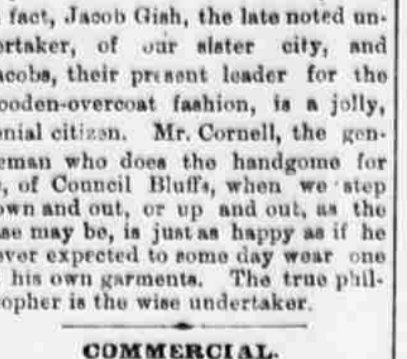 fact, Jacob Gish, the late noted un-
ertaker, of our sister city, and
acobs, their present leader for the
ooden-overcoat fashion, is a jolly,
enial citizen. Mr. Cornell, the gen-
eman who does the handgome for
, of Council Bluffs, when we step
own and out, or up and out, as the
se may be, is just as happy as if he
ever expected to some day wear one
his own garments. The true phil-
opher is the wise undertaker.
COMMERCIAL.